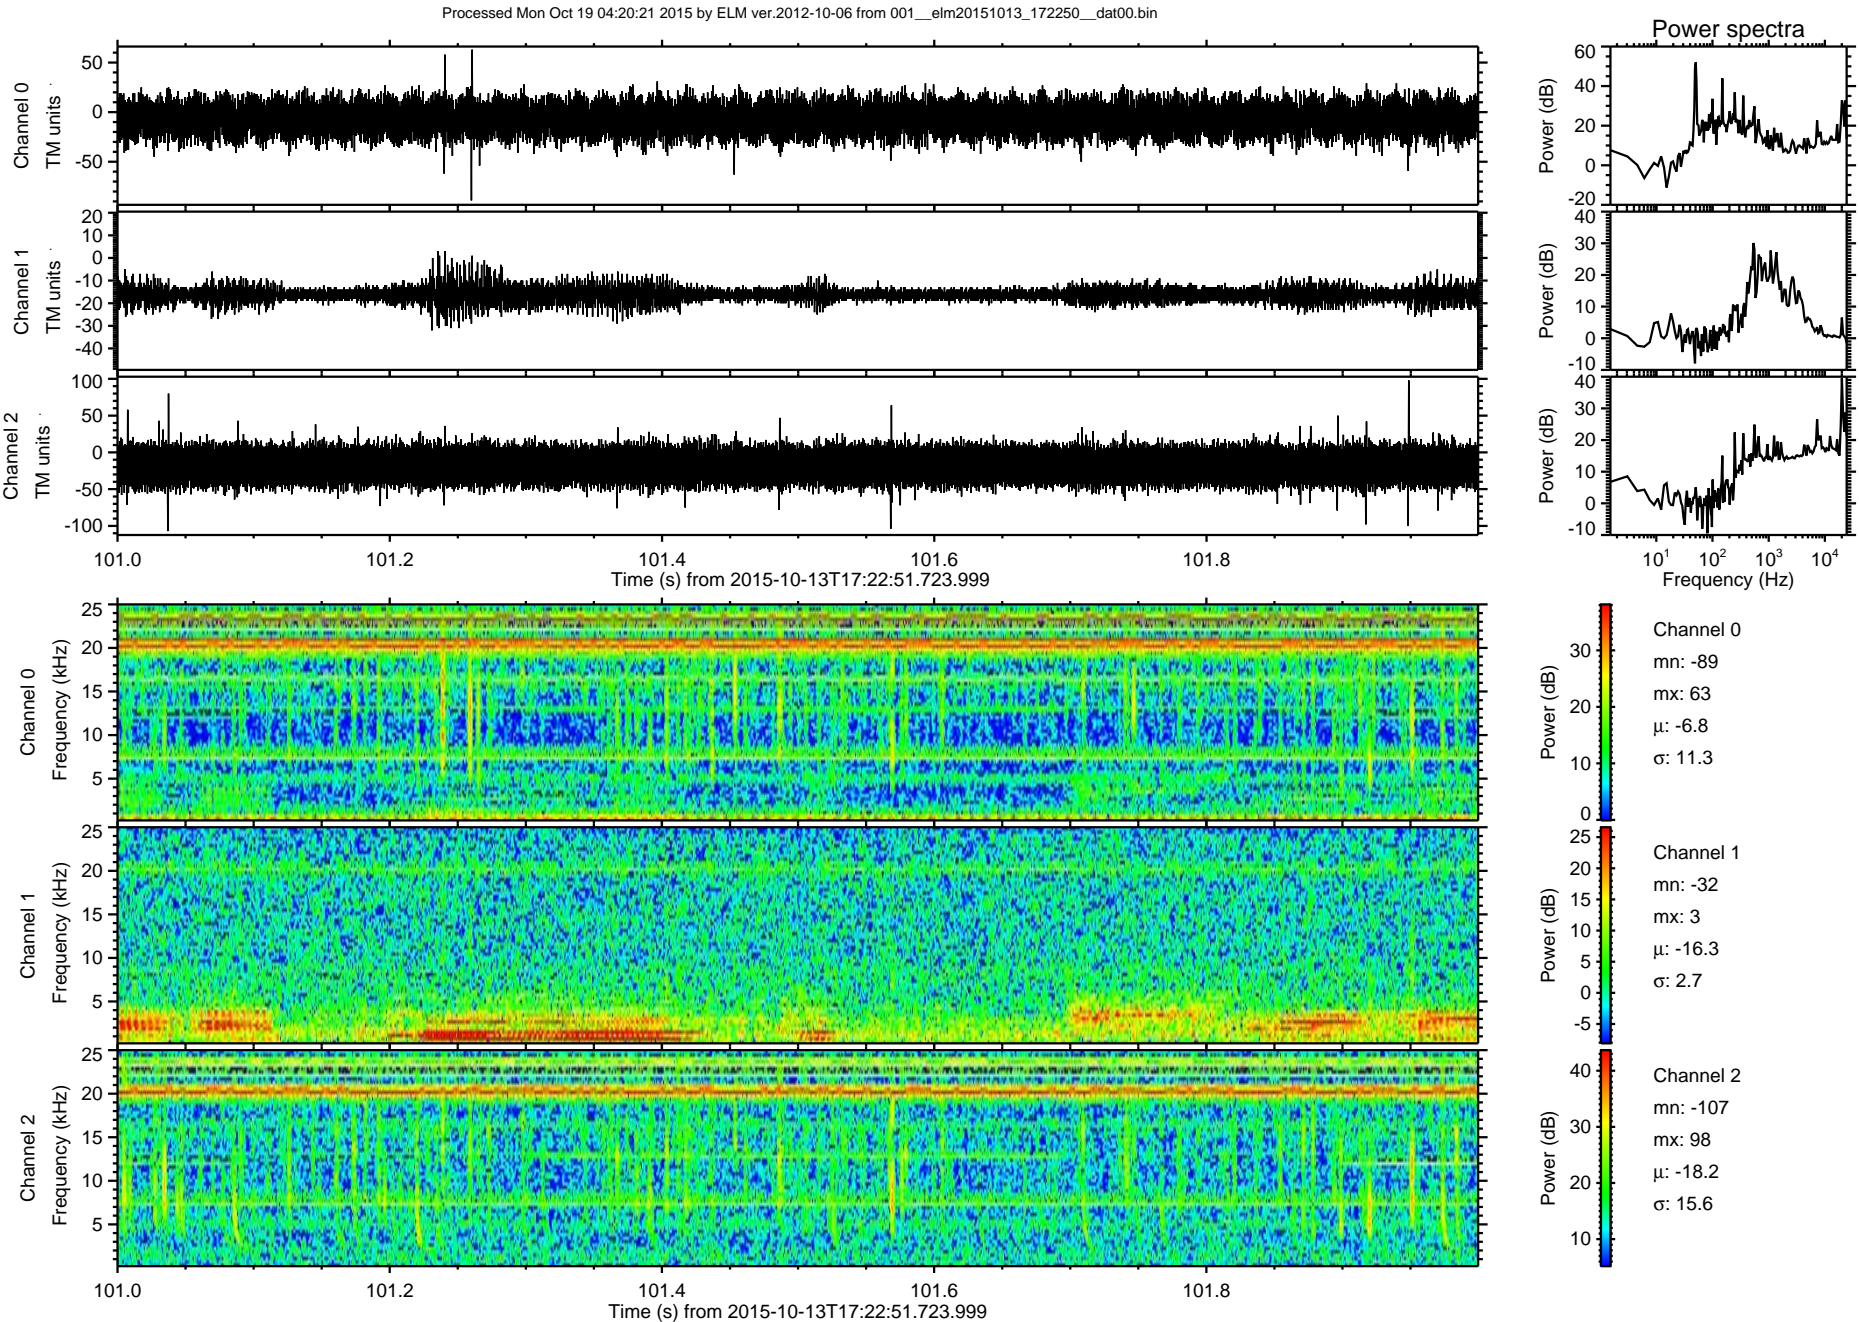 Processed Mon Oct 19 04:20:21 2015 by ELM ver.2012-10-06 from 001__elm20151013_172250__dat00.bin
Power spectra
Channel 0
TM units
50
0
-50
Power (dB)
60
40
20
0
-20
Channel 1
TM units
20
10
0
-10
-20
-30
-40
Power (dB)
40
30
20
10
0
-10
Channel 2
TM units
100
50
0
-50
-100
Power (dB)
40
30
20
10
0
-10
101.0 101.2 101.4 101.6 101.8
Time (s) from 2015-10-13T17:22:51.723.999
10^1 10^2 10^3 10^4
Frequency (Hz)
Channel 0
Frequency (kHz)
25
20
15
10
5
Power (dB)
30
20
10
0
Channel 0
mn: -89
mx: 63
μ: -6.8
σ: 11.3
Channel 1
Frequency (kHz)
25
20
15
10
5
Power (dB)
25
20
15
10
5
0
-5
Channel 1
mn: -32
mx: 3
μ: -16.3
σ: 2.7
Channel 2
Frequency (kHz)
25
20
15
10
5
Power (dB)
40
30
20
10
Channel 2
mn: -107
mx: 98
μ: -18.2
σ: 15.6
101.0 101.2 101.4 101.6 101.8
Time (s) from 2015-10-13T17:22:51.723.999